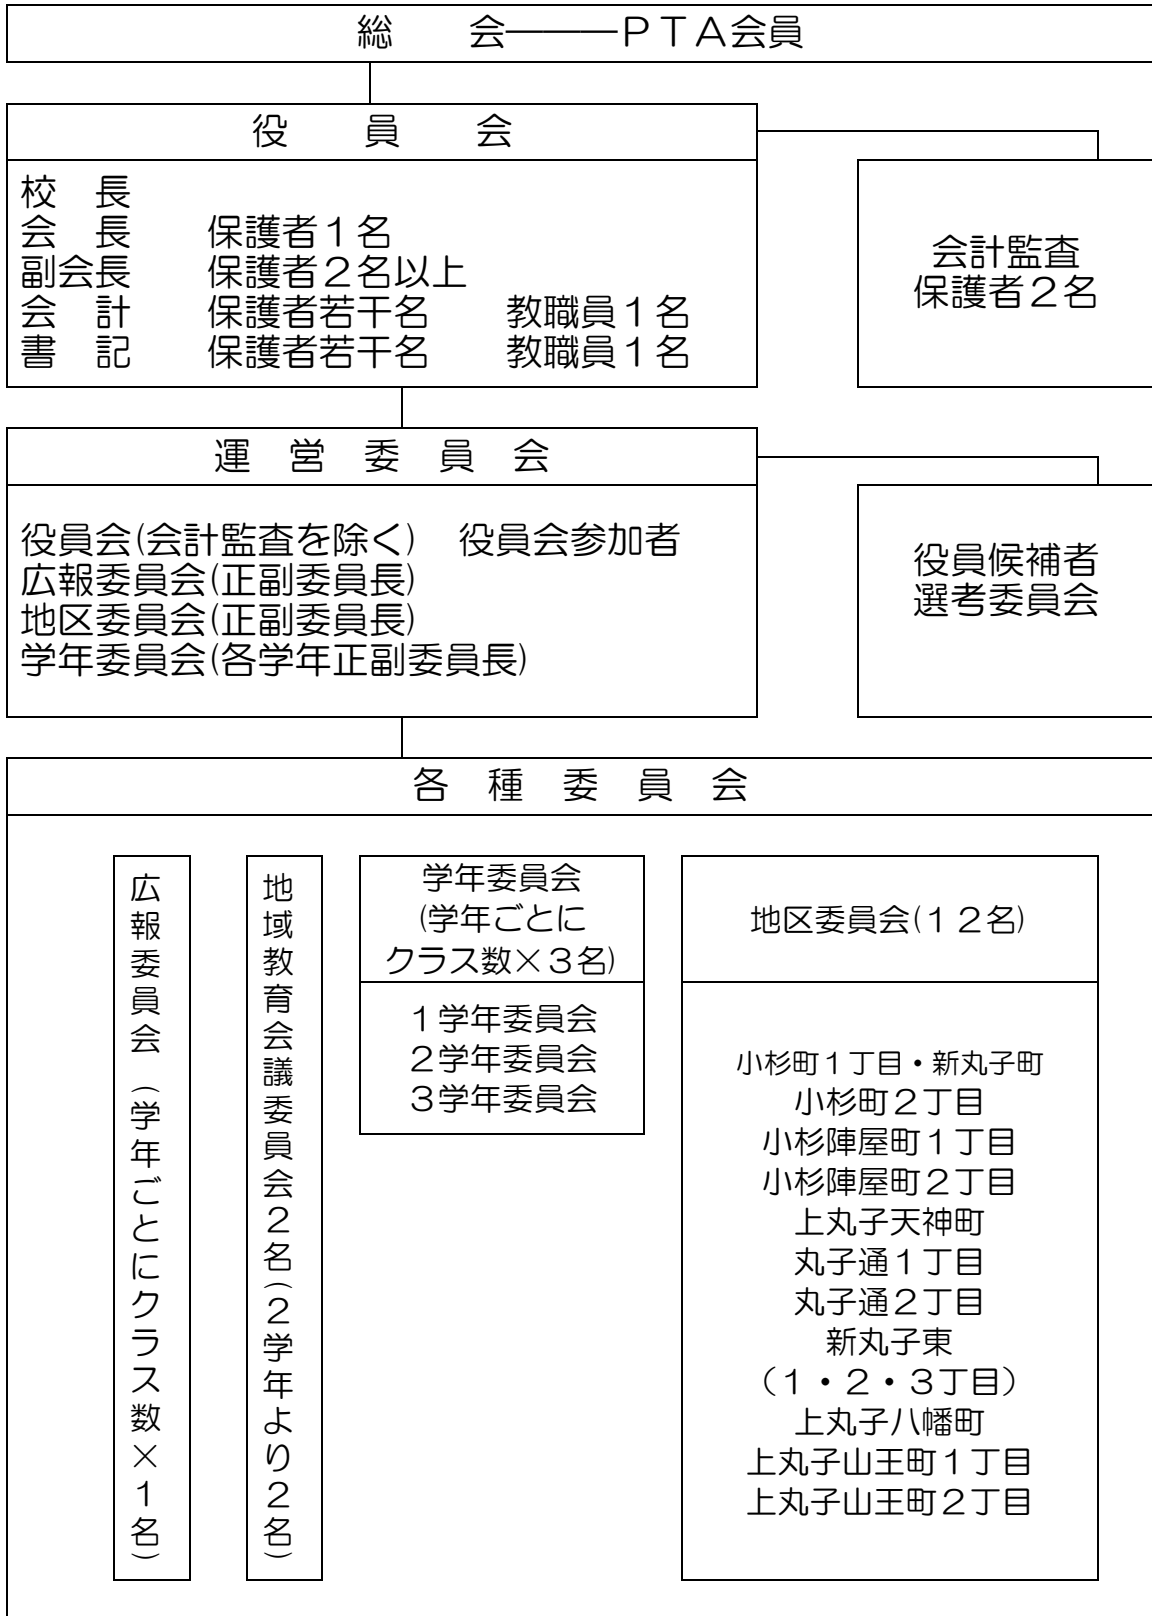 総　　会―――ＰＴＡ会員
役　　員　　会
校　長
会　長　　保護者１名
副会長　　保護者２名以上
会　計　　保護者若干名　　教職員１名
書　記　　保護者若干名　　教職員１名
会計監査
保護者２名
運　営　委　員　会
役員会(会計監査を除く)　役員会参加者
広報委員会(正副委員長)
地区委員会(正副委員長)
学年委員会(各学年正副委員長)
役員候補者
選考委員会
各　種　委　員　会
広報委員会（学年ごとにクラス数×１名）
地域教育会議委員会２名（２学年より２名）
学年委員会
(学年ごとに
クラス数×３名)
１学年委員会
２学年委員会
３学年委員会
地区委員会(１２名)
小杉町１丁目・新丸子町
小杉町２丁目
小杉陣屋町１丁目
小杉陣屋町２丁目
上丸子天神町
丸子通１丁目
丸子通２丁目
新丸子東
（１・２・３丁目）
上丸子八幡町
上丸子山王町１丁目
上丸子山王町２丁目